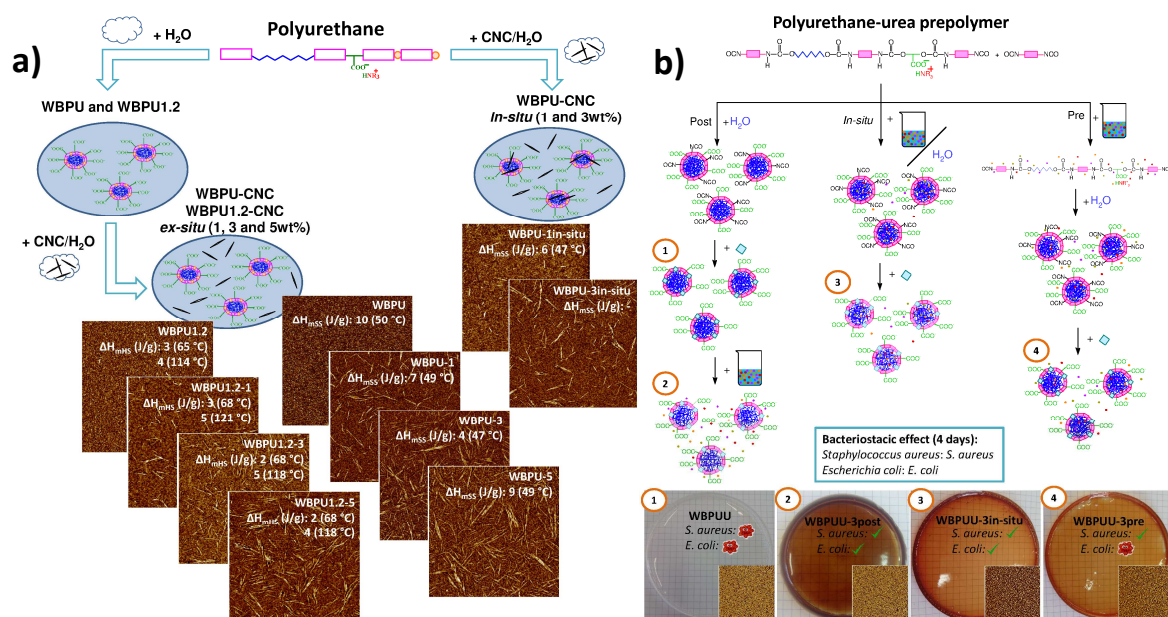 a)
+ H₂O
Polyurethane
+ CNC/H₂O
COO⁻
HNR₃⁺
WBPU and WBPU1.2
WBPU-CNC
In-situ (1 and 3wt%)
WBPU-CNC
WBPU1.2-CNC
ex-situ (1, 3 and 5wt%)
+ CNC/H₂O
WBPU-1in-situ
ΔHmSS (J/g): 6 (47 °C)
WBPU-3in-situ
ΔHmSS (J/g): -
WBPU
ΔHmSS (J/g): 10 (50 °C)
WBPU-1
ΔHmSS (J/g): 7 (49 °C)
WBPU-3
ΔHmSS (J/g): 4 (47 °C)
WBPU-5
ΔHmSS (J/g): 9 (49 °C)
WBPU1.2
ΔHmHS (J/g): 3 (65 °C)
4 (114 °C)
WBPU1.2-1
ΔHmHS (J/g): 3 (68 °C)
5 (121 °C)
WBPU1.2-3
ΔHmHS (J/g): 2 (68 °C)
5 (118 °C)
WBPU1.2-5
ΔHmHS (J/g): 2 (68 °C)
4 (118 °C)
b)
Polyurethane-urea prepolymer
Post
+H₂O
In-situ
+
H₂O
Pre
+
+H₂O
1
+
2
+
3
+
4
+
Bacteriostacic effect (4 days):
Staphylococcus aureus: S. aureus
Escherichia coli: E. coli
1
WBPUU
S. aureus:
E. coli:
2
WBPUU-3post
S. aureus: ✓
E. coli: ✓
3
WBPUU-3in-situ
S. aureus: ✓
E. coli: ✓
4
WBPUU-3pre
S. aureus: ✓
E. coli: